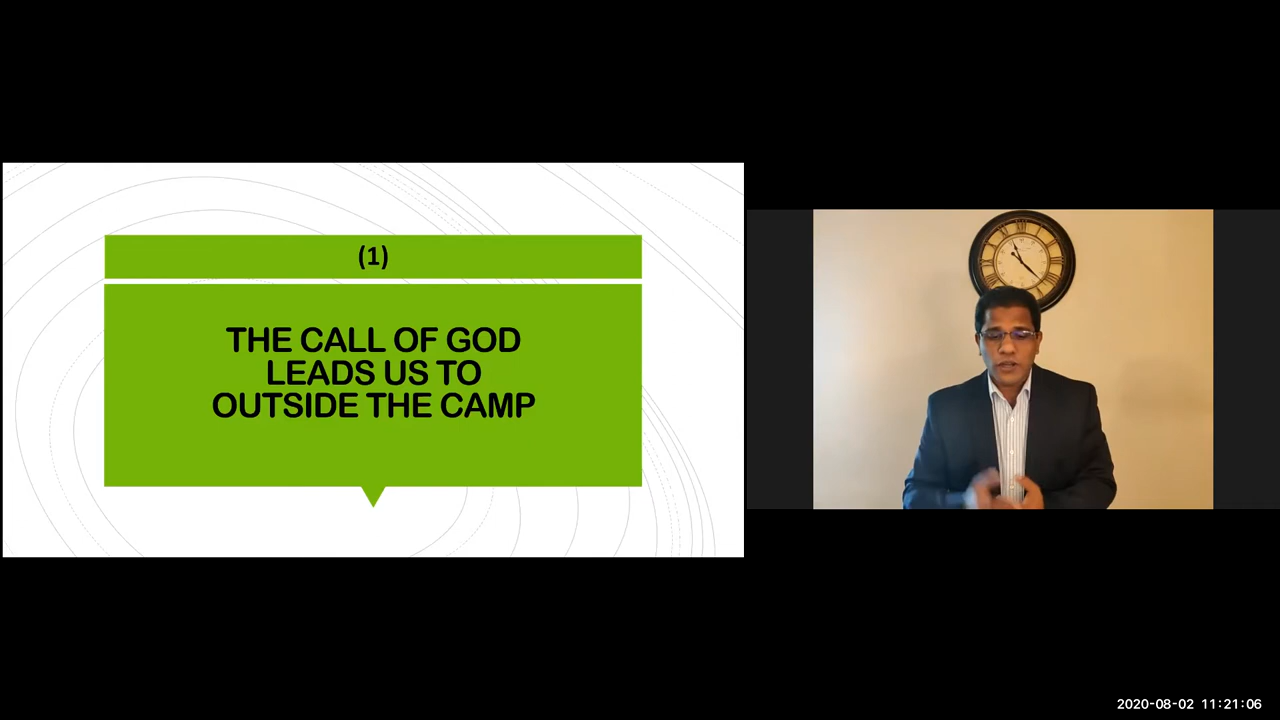 (1)
THE CALL OF GOD
LEADS US TO
OUTSIDE THE CAMP
2020-08-02 11:21:06